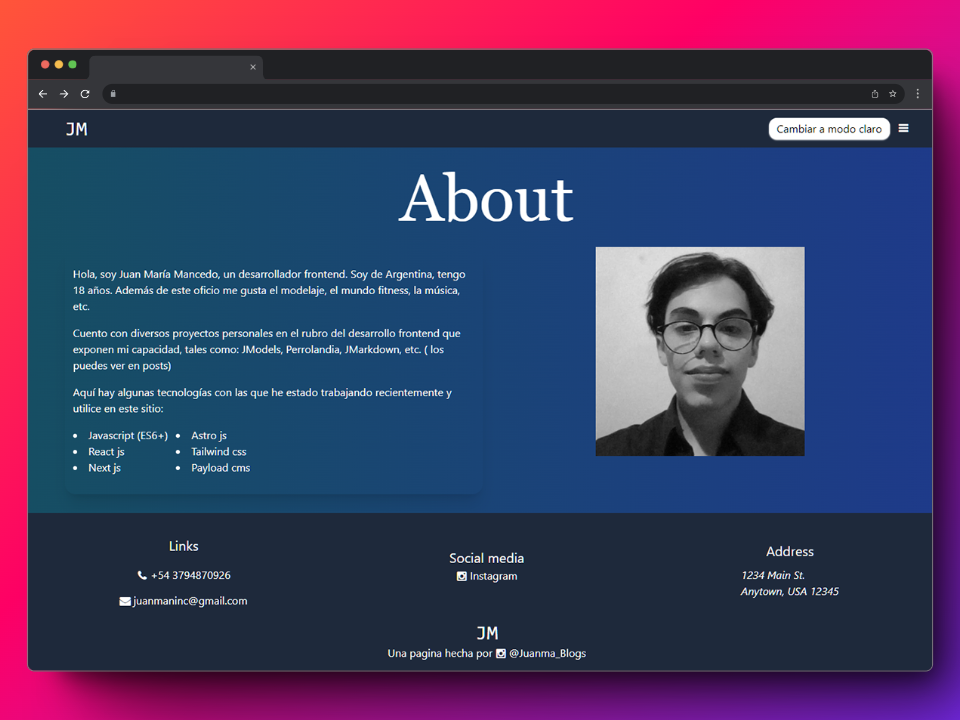 JM
Cambiar a modo claro
About
Hola, soy Juan María Mancedo, un desarrollador frontend. Soy de Argentina, tengo
18 años. Además de este oficio me gusta el modelaje, el mundo fitness, la música,
etc.
Cuento con diversos proyectos personales en el rubro del desarrollo frontend que
exponen mi capacidad, tales como: JModels, Perrolandia, JMarkdown, etc. ( los
puedes ver en posts)
Aquí hay algunas tecnologías con las que he estado trabajando recientemente y
utilice en este sitio:
• Javascript (ES6+) • Astro js
• React js • Tailwind css
• Next js • Payload cms
Links
+54 3794870926
juanmaninc@gmail.com
Social media
Instagram
Address
1234 Main St.
Anytown, USA 12345
JM
Una pagina hecha por @Juanma_Blogs